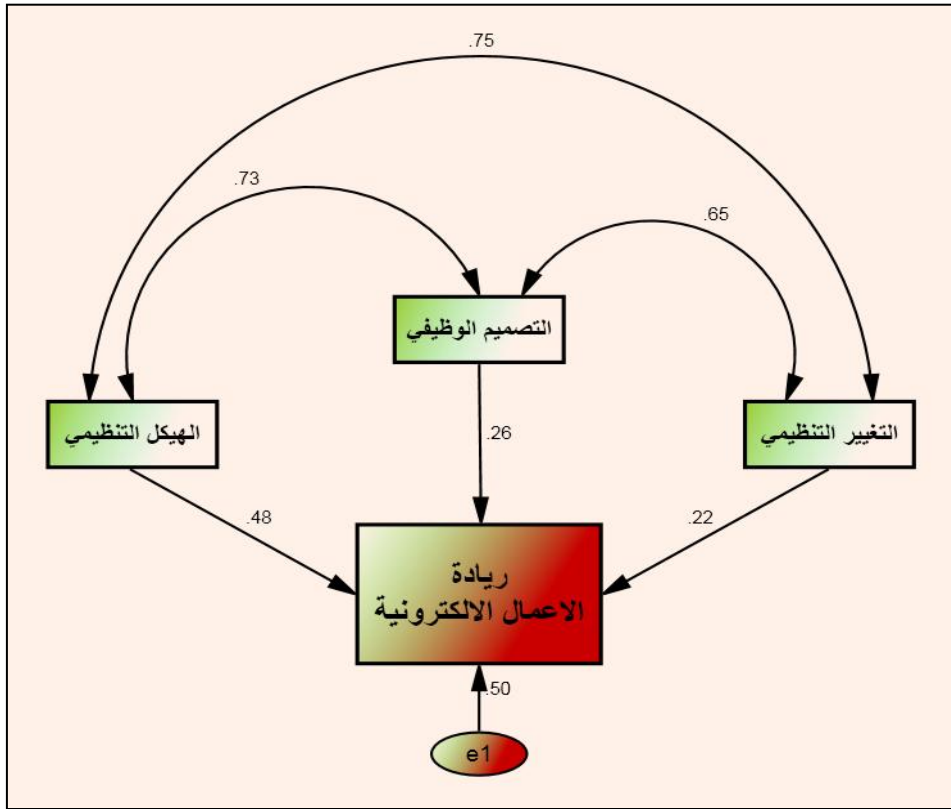 .75
.73
.65
التصميم الوظيفي
الهيكل التنظيمي
التغيير التنظيمي
.26
.48
.22
ريادة
الاعمال الالكترونية
.50
e1